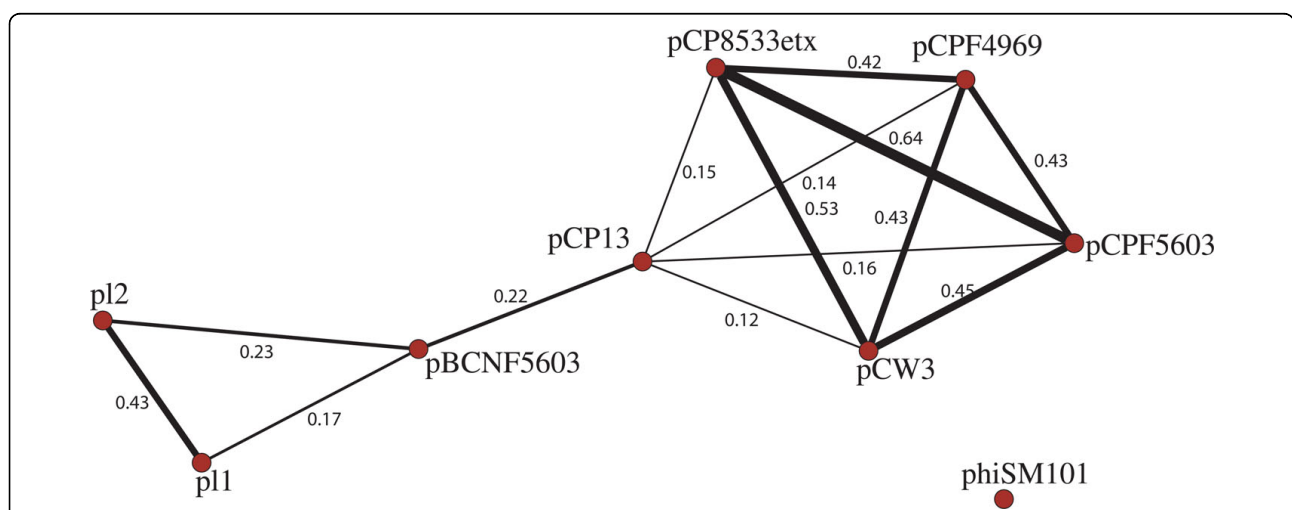 pCP8533etx
pCPF4969
0.42
0.64
0.43
0.15
0.14
0.53
0.43
pCP13
pCPF5603
0.16
0.45
0.22
0.12
pl2
0.23
pBCNF5603
pCW3
0.43
0.17
pl1
phiSM101